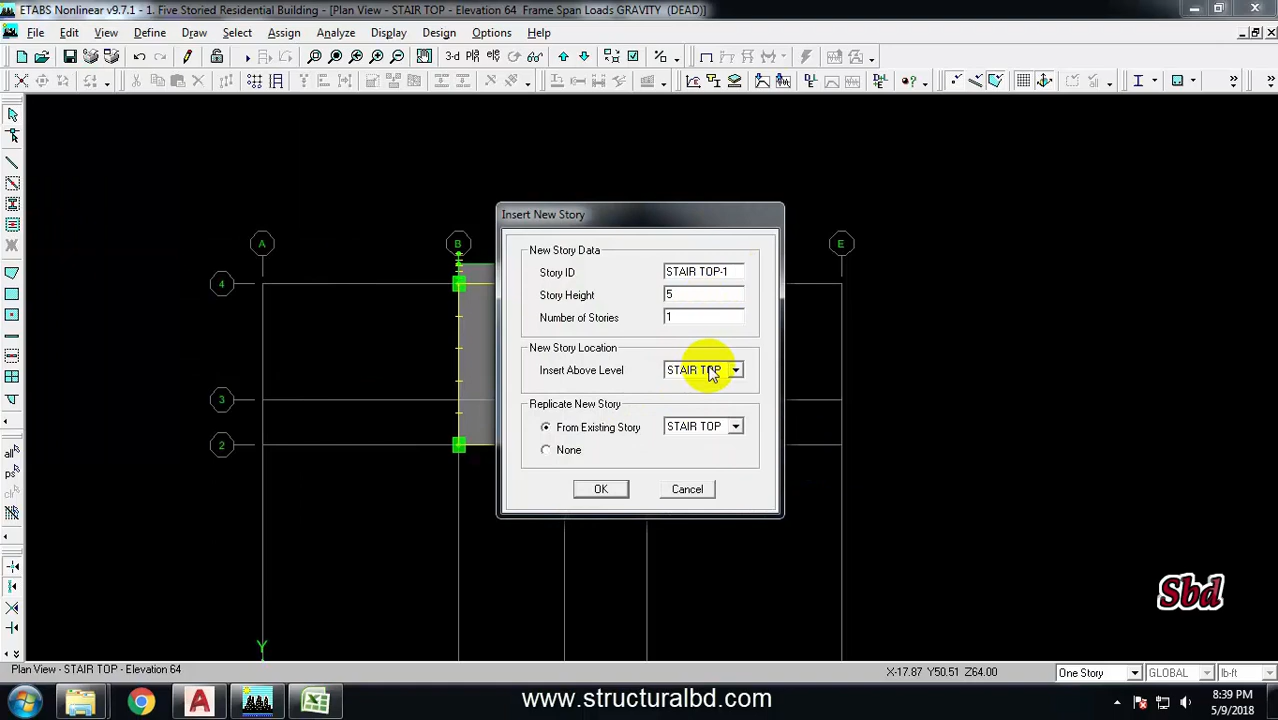 ETABS Nonlinear v9.7.1 - 1. Five Storied Residential Building - [Plan View - STAIR TOP - Elevation 64  Frame Span Loads GRAVITY (DEAD)]
File Edit View Define Draw Select Assign Analyze Display Design Options Help
3-d
all
ps
clr
A
B
E
4
3
2
Y
Insert New Story
New Story Data
Story ID STAIR TOP-1
Story Height 5
Number of Stories 1
New Story Location
Insert Above Level STAIR TOP
Replicate New Story
From Existing Story STAIR TOP
None
OK Cancel
Sbd
Plan View - STAIR TOP - Elevation 64
X-17.87 Y50.51 Z64.00
One Story
GLOBAL
lb-ft
www.structuralbd.com
8:39 PM
5/9/2018